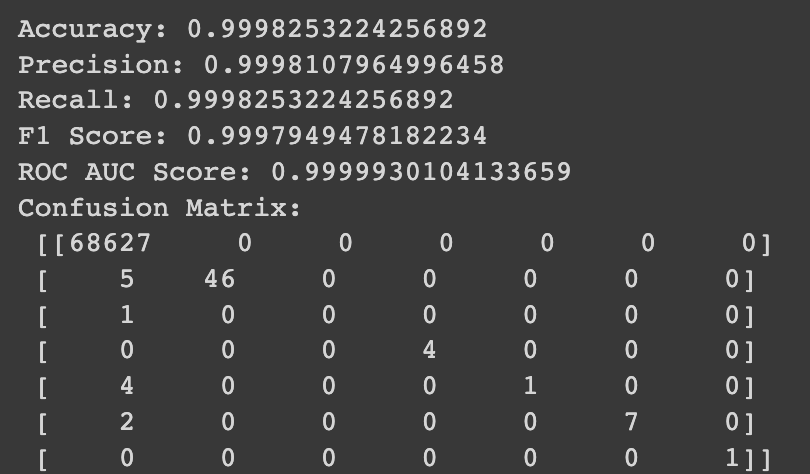 Accuracy: 0.9998253224256892
Precision: 0.9998107964996458
Recall: 0.9998253224256892
F1 Score: 0.9997949478182234
ROC AUC Score: 0.9999930104133659
Confusion Matrix:
[[68627 0 0 0 0 0 0]
[ 5 46 0 0 0 0 0]
[ 1 0 0 0 0 0 0]
[ 0 0 0 4 0 0 0]
[ 4 0 0 0 1 0 0]
[ 2 0 0 0 0 7 0]
[ 0 0 0 0 0 0 1]]